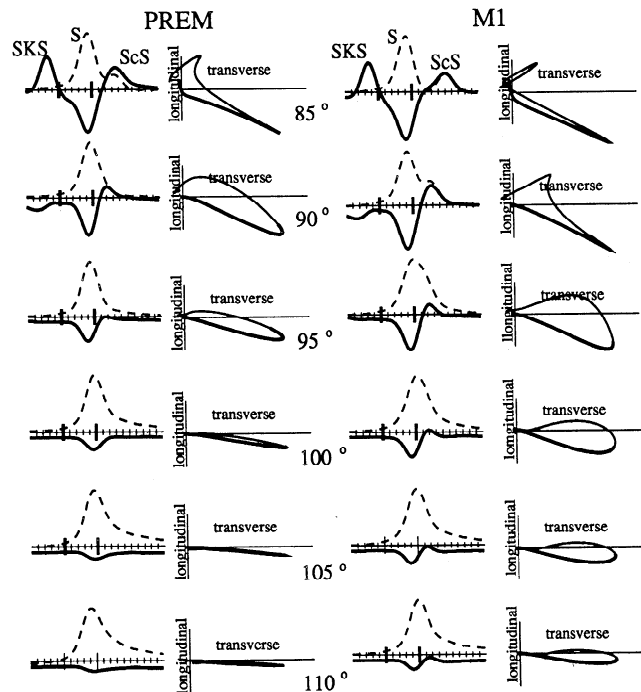 PREM
M1
SKS
S
ScS
longitudinal
transverse
85 °
SKS
S
ScS
longitudinal
transverse
longitudinal
transverse
90 °
longitudinal
transverse
longitudinal
transverse
95 °
llongitudinal
transverse
longitudinal
transverse
100 °
lomgitudinal
transverse
longitudinal
transverse
105 °
longitudinal
transverse
longitudinal
transverse
110 °
longitudinal
transverse